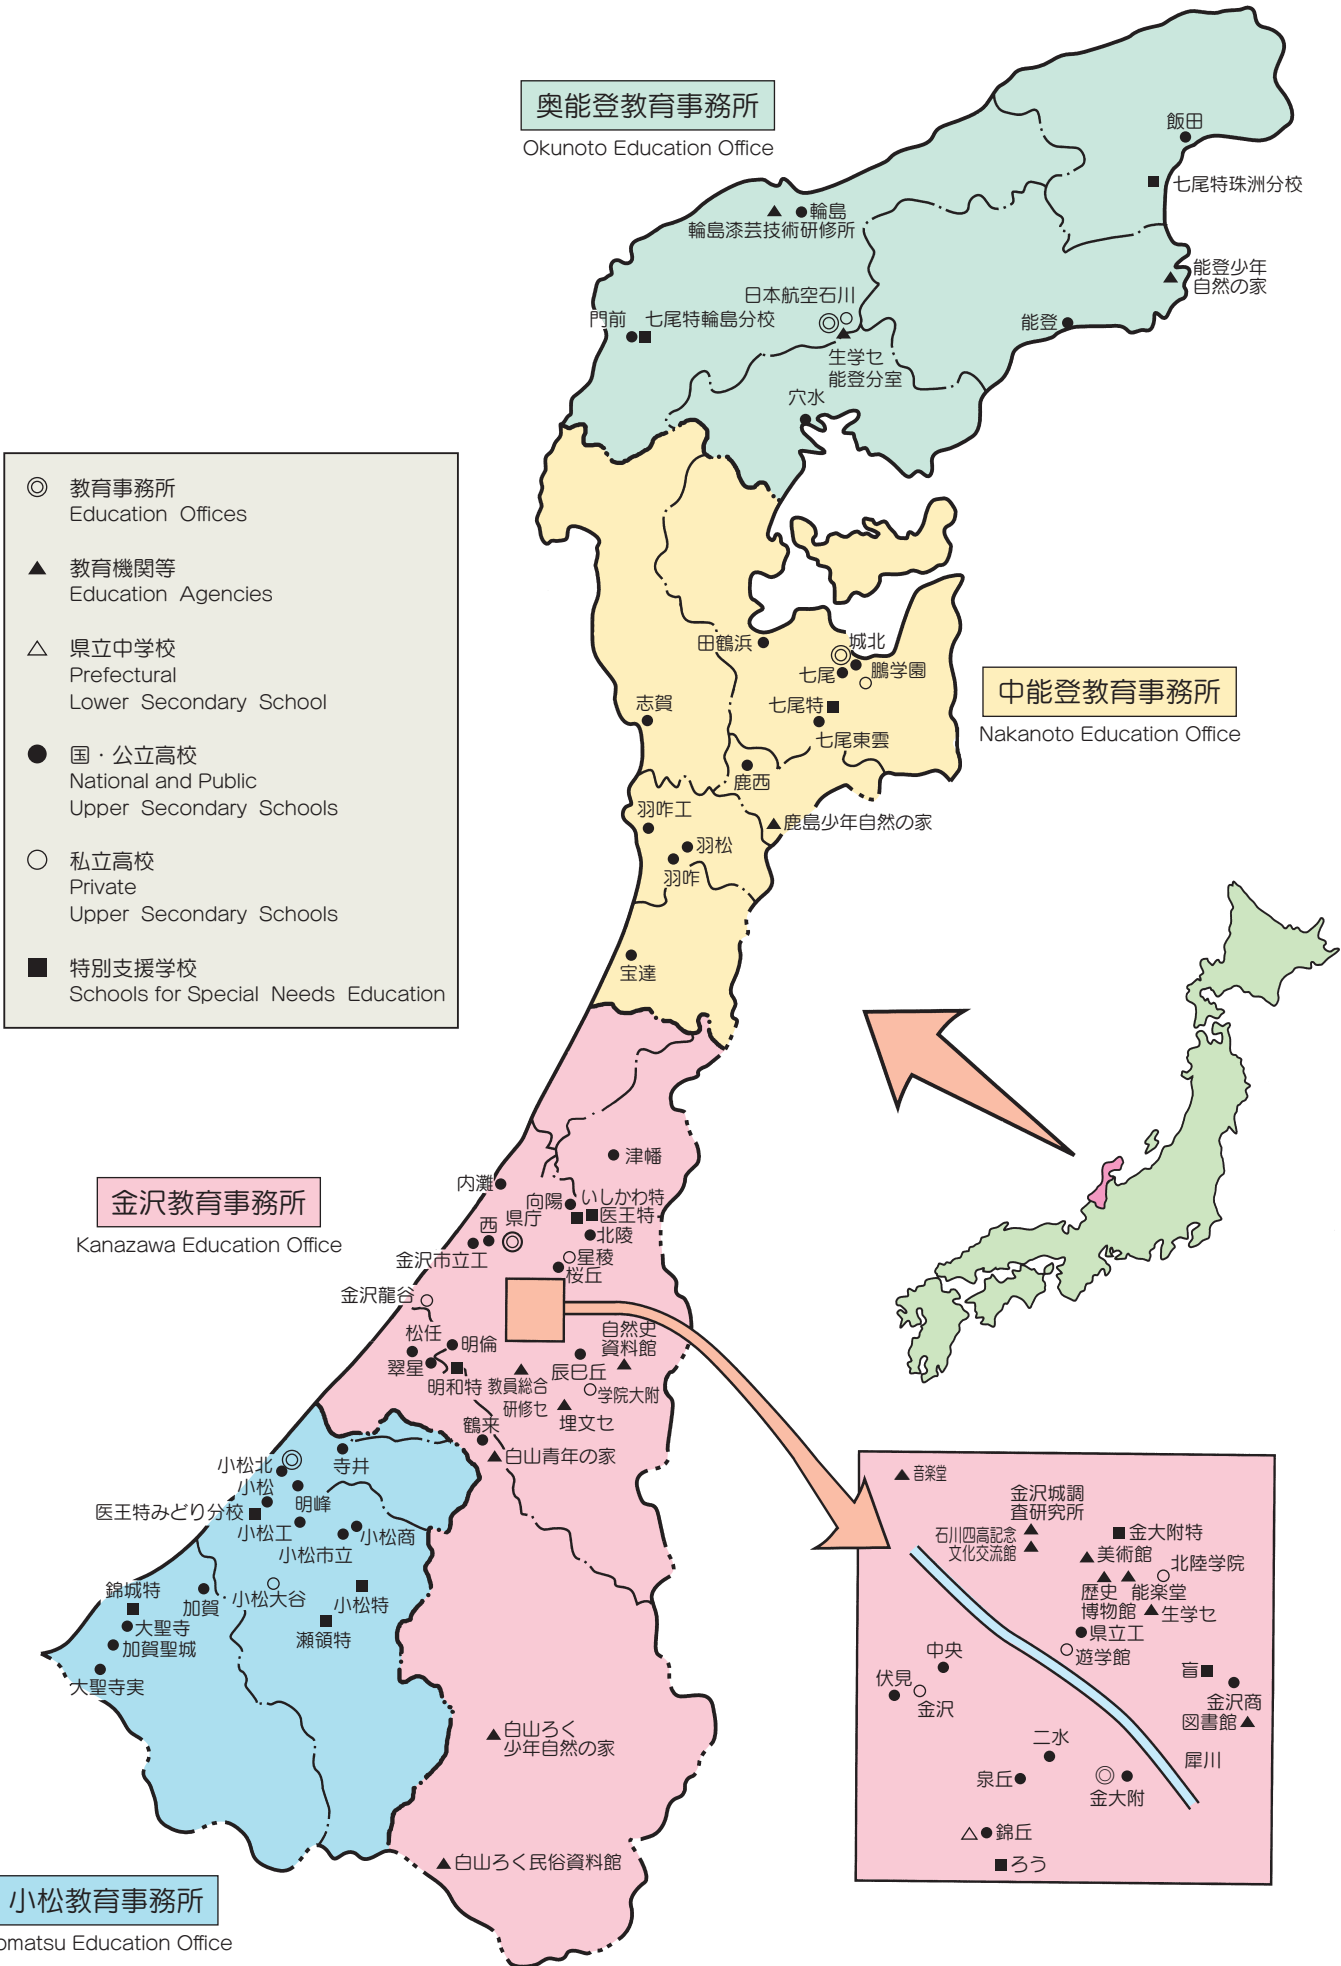 奥能登教育事務所
Okunoto Education Office
飯田
七尾特珠洲分校
輪島
輪島漆芸技術研修所
能登少年
自然の家
日本航空石川
門前
七尾特輪島分校
能登
生学セ
能登分室
穴水
教育事務所
Education Offices
教育機関等
Education Agencies
県立中学校
Prefectural
Lower Secondary School
国・公立高校
National and Public
Upper Secondary Schools
私立高校
Private
Upper Secondary Schools
特別支援学校
Schools for Special Needs Education
中能登教育事務所
Nakanoto Education Office
田鶴浜
城北
七尾
鵬学園
志賀
七尾特
七尾東雲
鹿西
羽咋工
鹿島少年自然の家
羽松
羽咋
宝達
金沢教育事務所
Kanazawa Education Office
津幡
内灘
向陽
いしかわ特
医王特
西
県庁
北陵
金沢市立工
星稜
桜丘
金沢龍谷
自然史
資料館
松任
明倫
翠星
辰巳丘
明和特
教員総合
研修セ
学院大附
埋文セ
鶴来
白山青年の家
小松北
寺井
小松
明峰
医王特みどり分校
小松工
小松商
小松市立
錦城特
加賀
小松大谷
小松特
大聖寺
瀬領特
加賀聖城
大聖寺実
白山ろく
少年自然の家
白山ろく民俗資料館
小松教育事務所
omatsu Education Office
音楽堂
金沢城調
査研究所
石川四高記念
文化交流館
金大附特
美術館
北陸学院
歴史
博物館
能楽堂
生学セ
県立工
遊学館
中央
盲
伏見
金沢
金沢商
図書館
二水
犀川
泉丘
金大附
錦丘
ろう